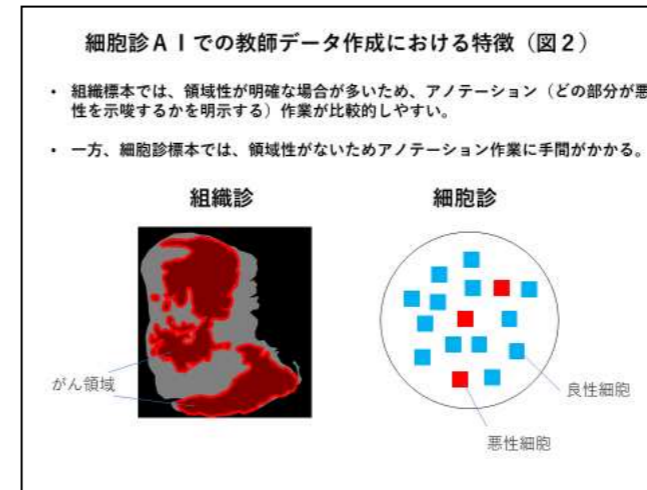 細胞診ＡＩでの教師データ作成における特徴（図２）
• 組織標本では、領域性が明確な場合が多いため、アノテーション（どの部分が悪
性を示唆するかを明示する）作業が比較的しやすい。
• 一方、細胞診標本では、領域性がないためアノテーション作業に手間がかかる。
組織診
細胞診
がん領域
良性細胞
悪性細胞